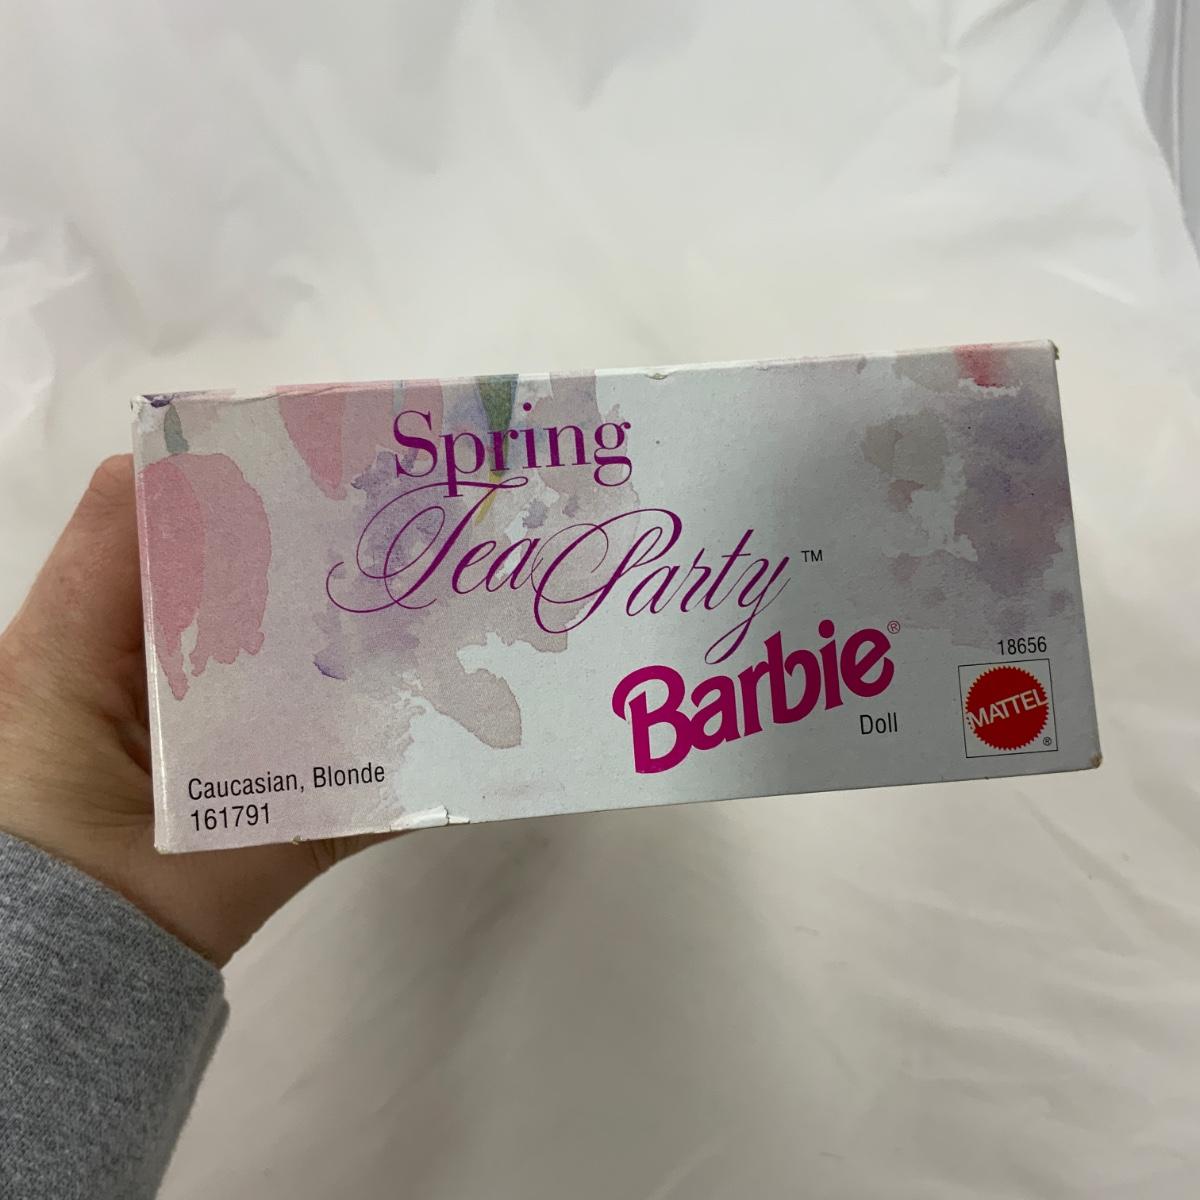 Spring
Tea Party™
Barbie®
Doll
18656
MATTEL
®
Caucasian, Blonde
161791